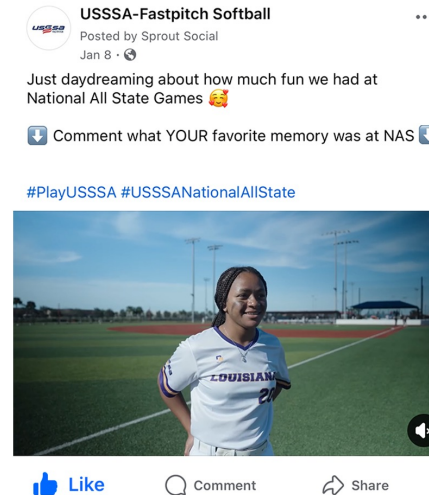 usssa
USSSA-Fastpitch Softball
Posted by Sprout Social
Jan 8 ·
Just daydreaming about how much fun we had at
National All State Games 🥰
⬇️ Comment what YOUR favorite memory was at NAS ⬇️
#PlayUSSSA #USSSANationalAllState
LOUISIANA
Like
Comment
Share